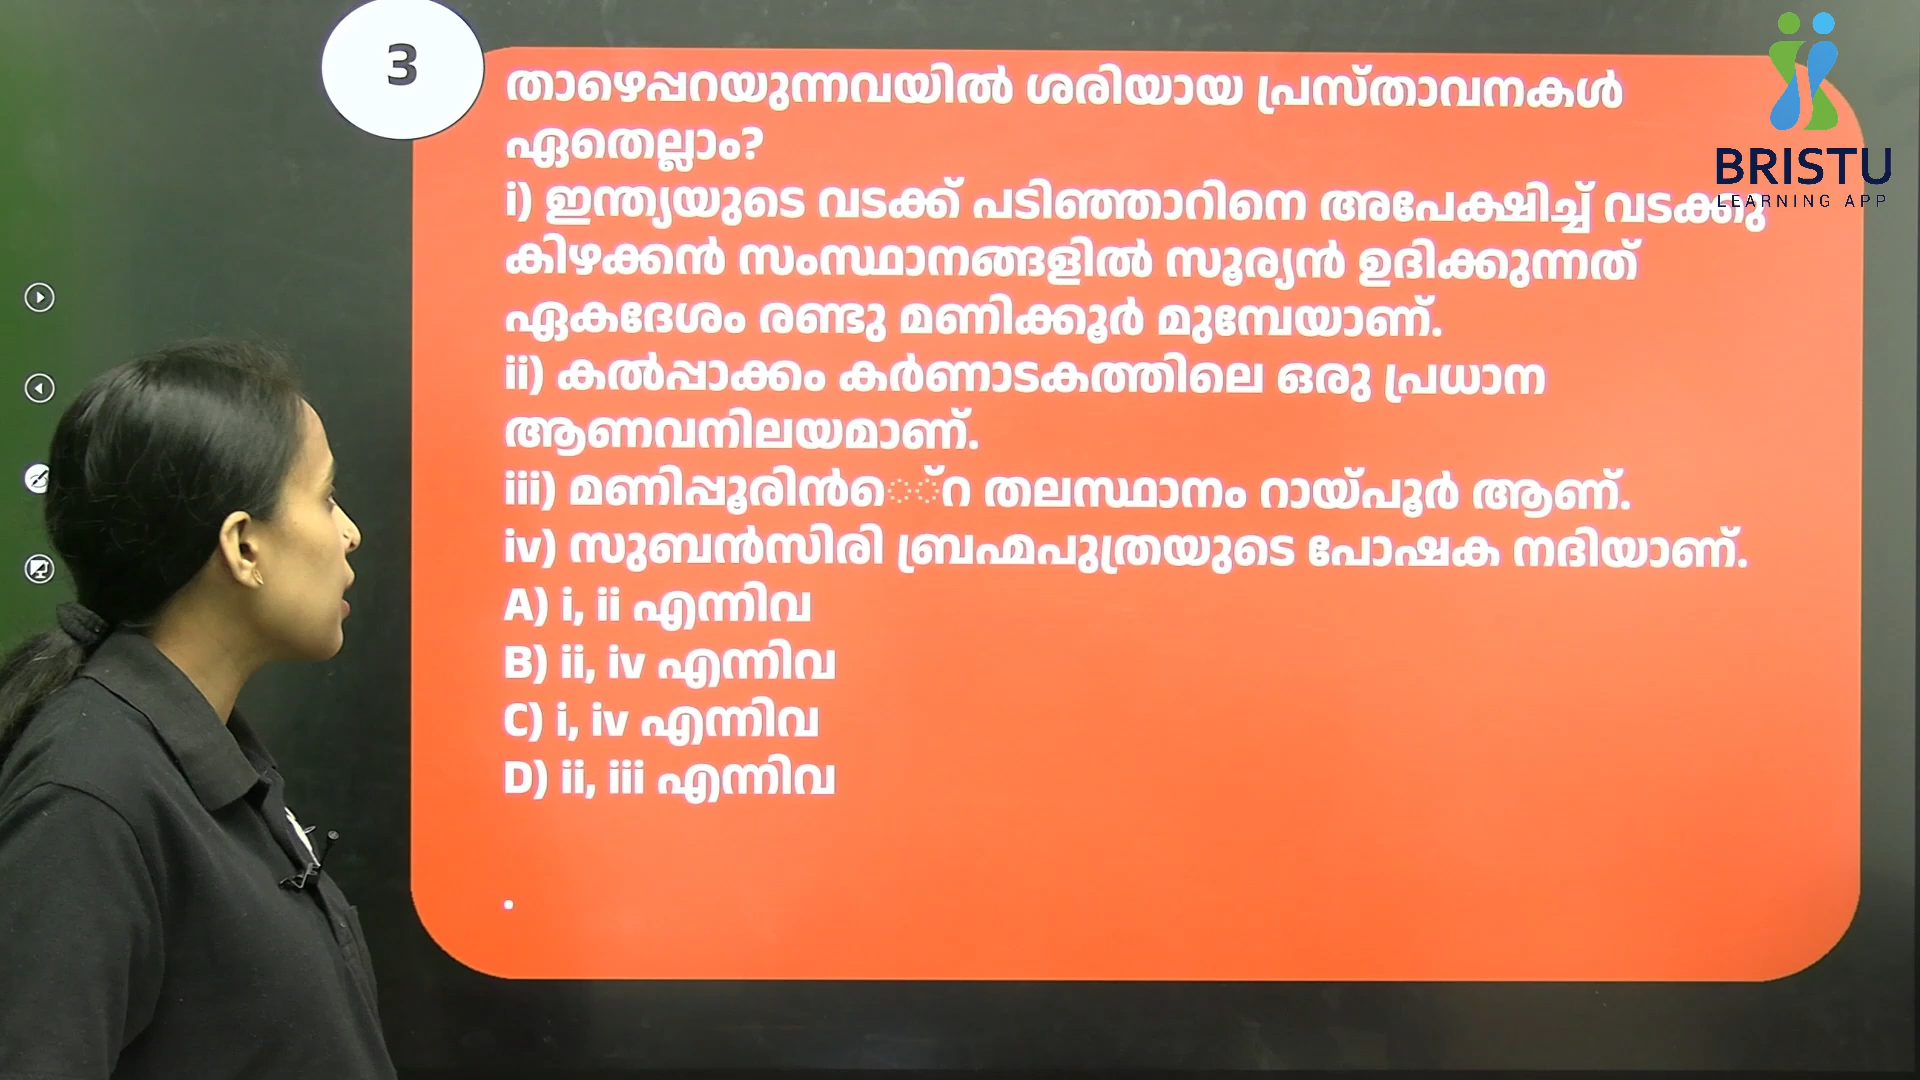 3
താഴെപ്പറയുന്നവയിൽ ശരിയായ പ്രസ്താവനകൾ
ഏതെല്ലാം?
i) ഇന്ത്യയുടെ വടക്ക് പടിഞ്ഞാറിനെ അപേക്ഷിച്ച് വടക്കു
കിഴക്കൻ സംസ്ഥാനങ്ങളിൽ സൂര്യൻ ഉദിക്കുന്നത്
ഏകദേശം രണ്ടു മണിക്കൂർ മുമ്പേയാണ്.
ii) കൽപ്പാക്കം കർണാടകത്തിലെ ഒരു പ്രധാന
ആണവനിലയമാണ്.
iii) മണിപ്പൂരിൻെ്റ തലസ്ഥാനം റായ്പൂർ ആണ്.
iv) സുബൻസിരി ബ്രഹ്മപുത്രയുടെ പോഷക നദിയാണ്.
A) i, ii എന്നിവ
B) ii, iv എന്നിവ
C) i, iv എന്നിവ
D) ii, iii എന്നിവ
.
BRISTU
LEARNING APP